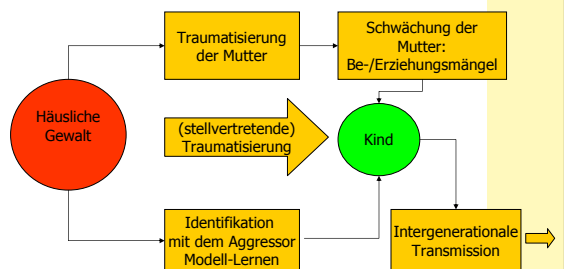 Traumatisierung
der Mutter
Schwächung der
Mutter:
Be-/Erziehungsmängel
Häusliche
Gewalt
(stellvertretende)
Traumatisierung
Kind
Identifikation
mit dem Aggressor
Modell-Lernen
Intergenerationale
Transmission